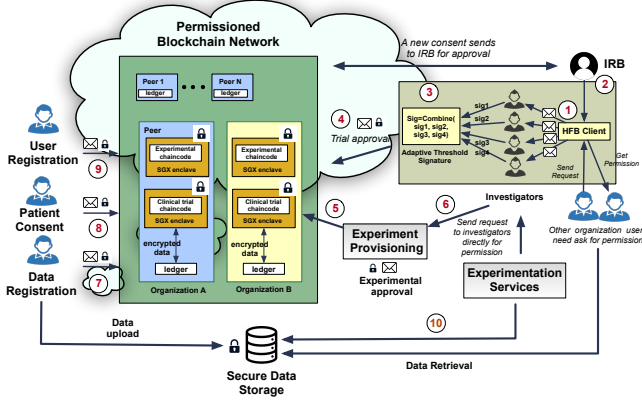 Permissioned
Blockchain Network
Peer 1
ledger
Peer N
ledger
Peer
Experimental
chaincode
SGX enclave
Clinical trial
chaincode
SGX enclave
encrypted
data
ledger
Organization A
Experimental
chaincode
SGX enclave
Clinical trial
chaincode
SGX enclave
encrypted
data
ledger
Organization B
User
Registration
9
Patient
Consent
8
Data
Registration
7
Data
upload
Secure Data
Storage
A new consent sends
to IRB for approval
IRB
2
3
4
Trial approval
Sig=Combine(
sig1, sig2,
sig3, sig4)
Adaptive Threshold
Signature
sig1
sig2
sig3
sig4
1
HFB Client
Send
Request
Get
Permission
Investigators
Other organization user
need ask for permission
5
6
Experiment
Provisioning
Experimental
approval
Send request
to investigators
directly for
permission
Experimentation
Services
10
Data Retrieval